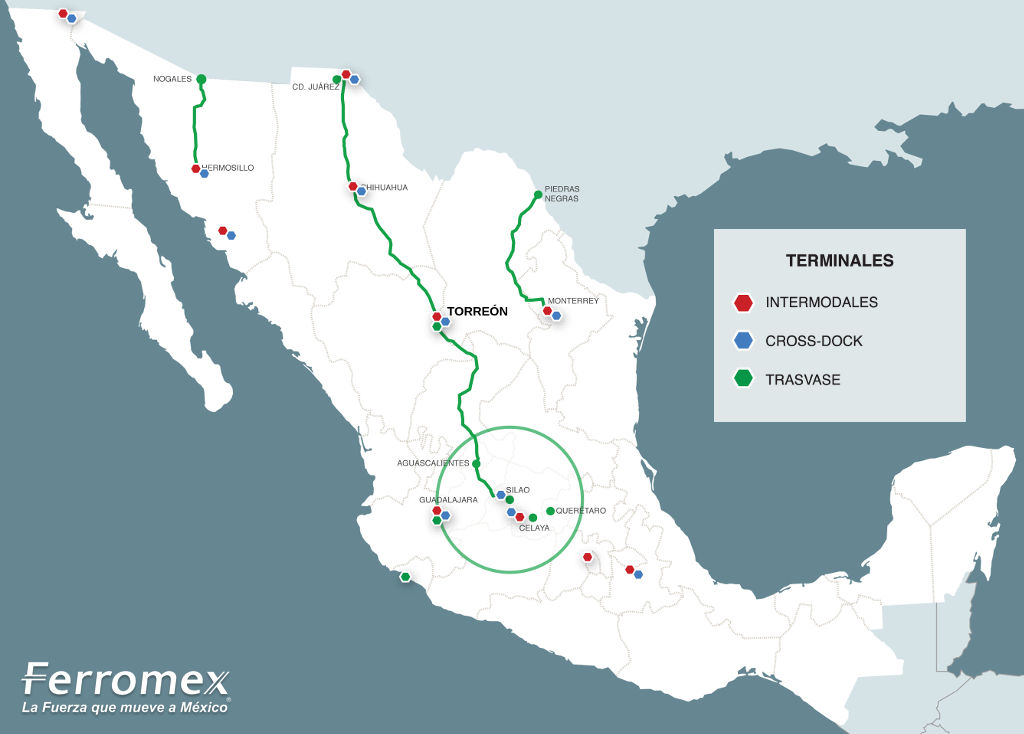 NOGALES
CD. JUÁREZ
HERMOSILLO
CHIHUAHUA
PIEDRAS
NEGRAS
MONTERREY
TORREÓN
TERMINALES
INTERMODALES
CROSS-DOCK
TRASVASE
AGUASCALIENTES
SILAO
GUADALAJARA
QUERÉTARO
CELAYA
Ferromex®
La Fuerza que mueve a México